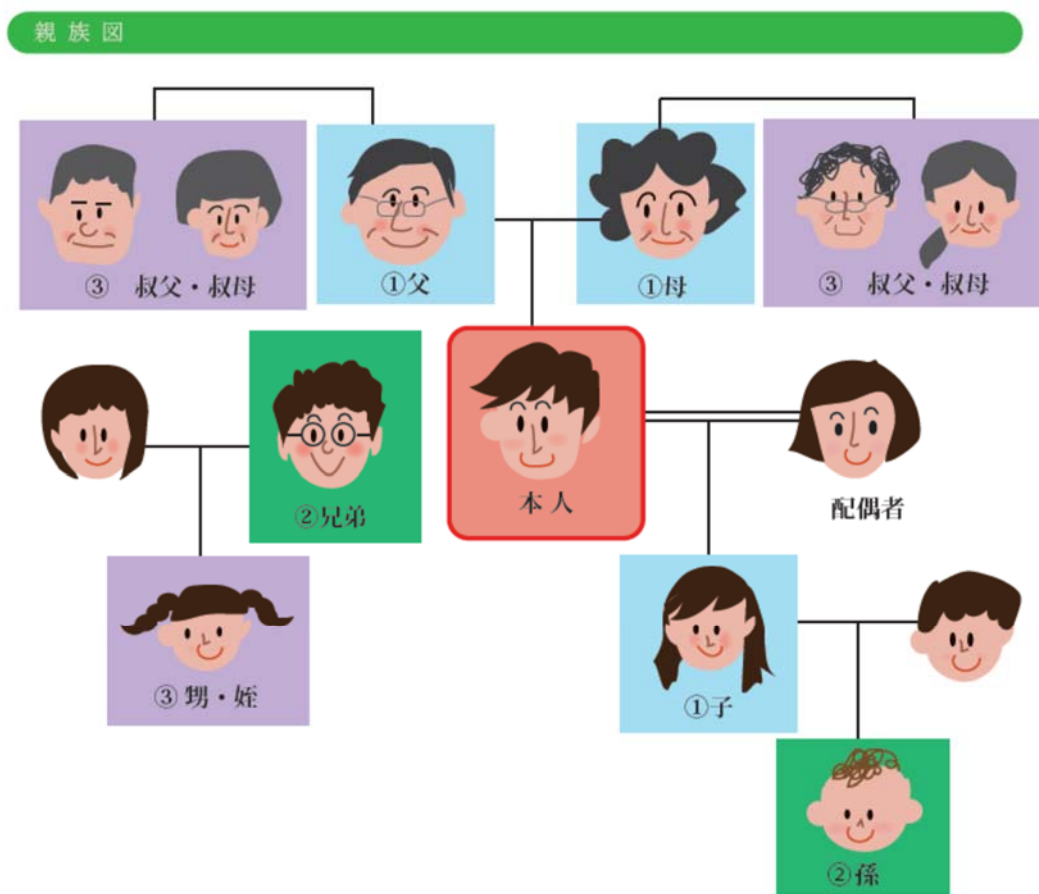 親族図
③ 叔父・叔母
①父
①母
③ 叔父・叔母
②兄弟
本人
配偶者
③甥・姪
①子
②孫